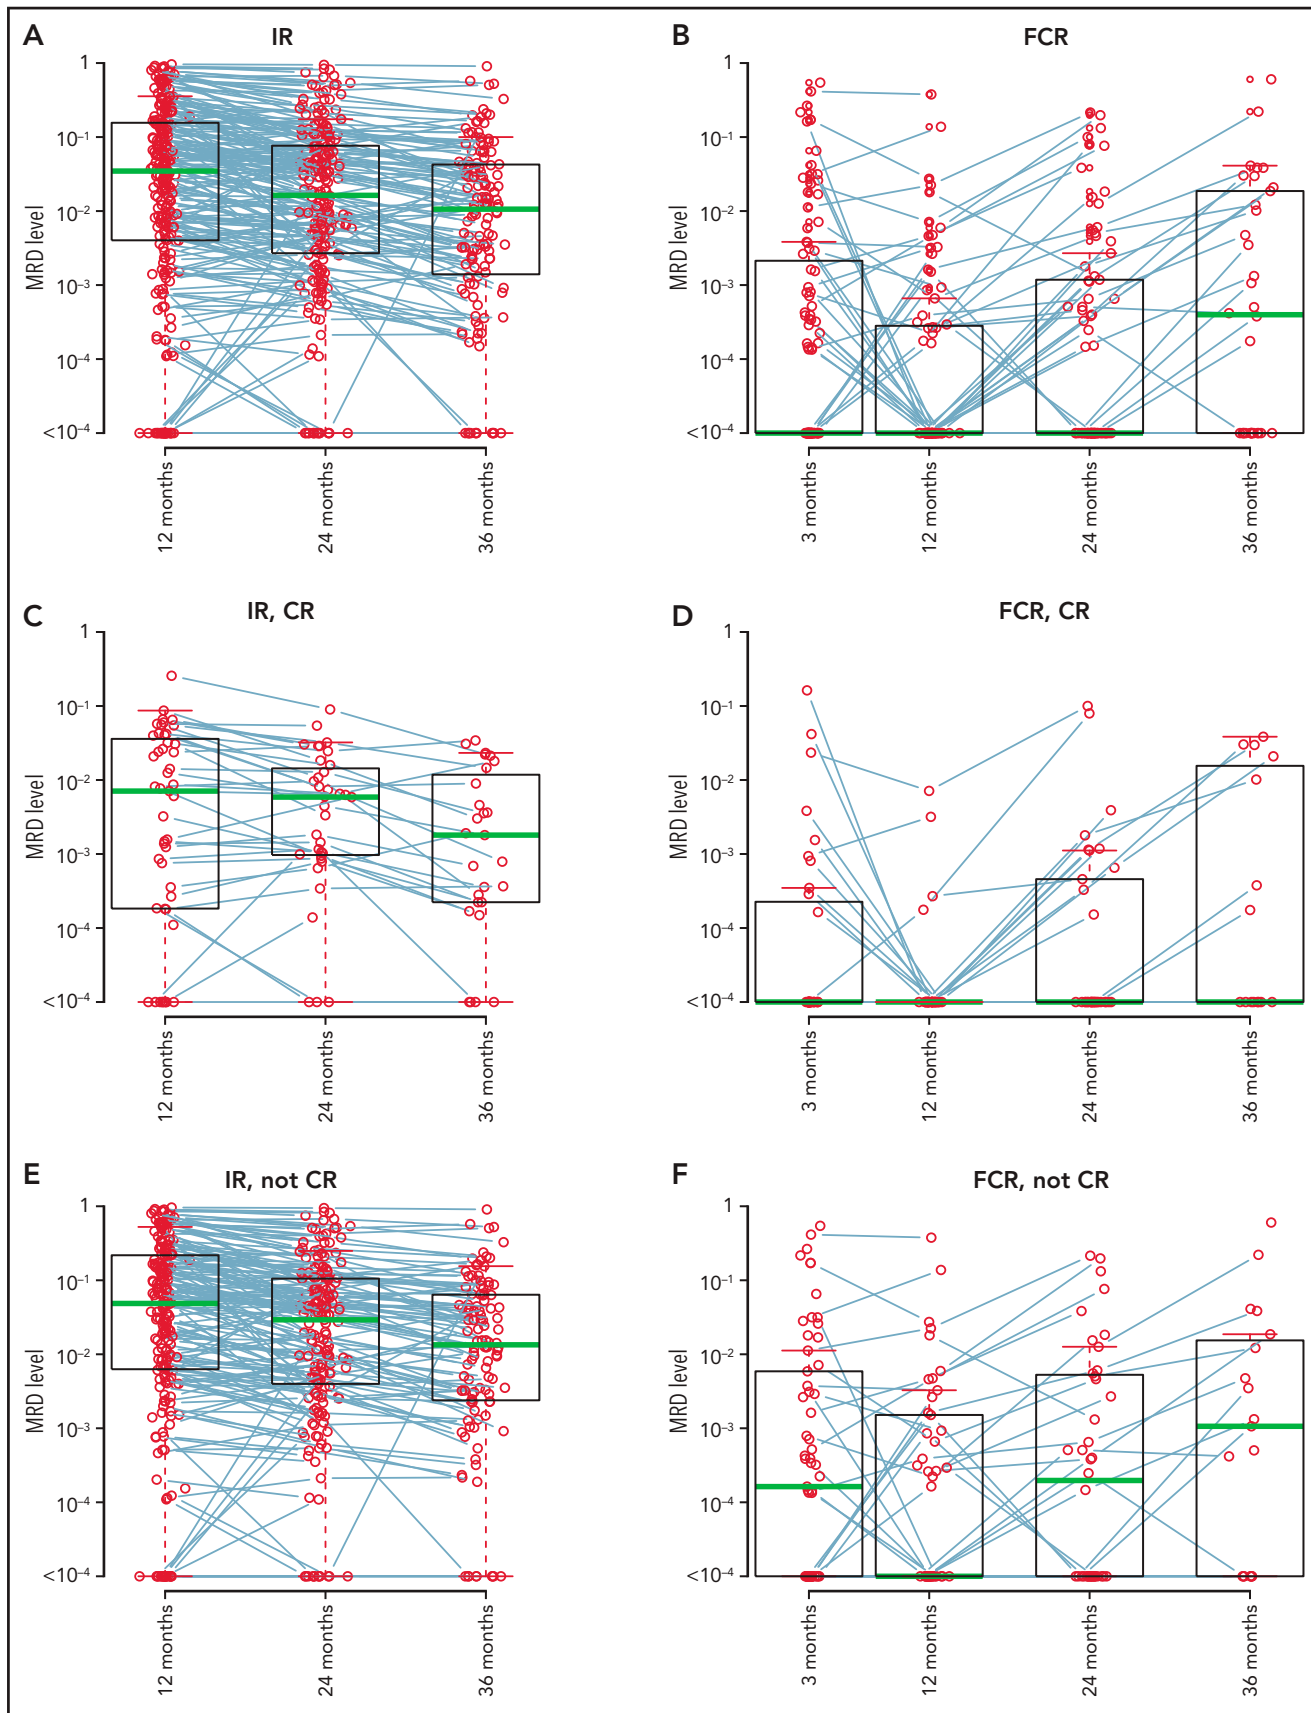 A
IR
MRD level
1
10–1
10–2
10–3
10–4
<10–4
12 months
24 months
36 months
B
FCR
MRD level
1
10–1
10–2
10–3
10–4
<10–4
3 months
12 months
24 months
36 months
C
IR, CR
MRD level
1
10–1
10–2
10–3
10–4
<10–4
12 months
24 months
36 months
D
FCR, CR
MRD level
1
10–1
10–2
10–3
10–4
<10–4
3 months
12 months
24 months
36 months
E
IR, not CR
MRD level
1
10–1
10–2
10–3
10–4
<10–4
12 months
24 months
36 months
F
FCR, not CR
MRD level
1
10–1
10–2
10–3
10–4
<10–4
3 months
12 months
24 months
36 months